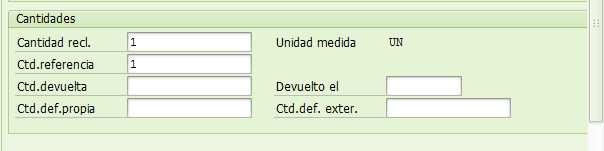 Cantidades
Cantidad recl. 1 Unidad medida UN
Ctd.referencia 1
Ctd.devuelta Devuelto el
Ctd.def.propia Ctd.def. exter.